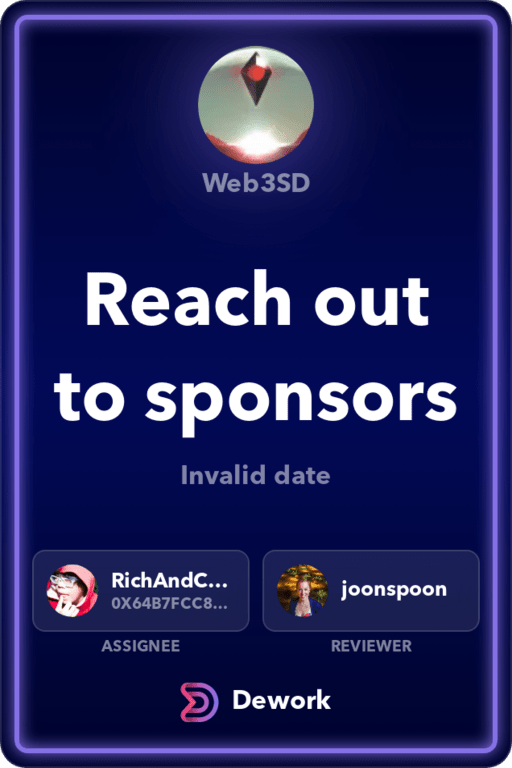 Web3SD
Reach out
to sponsors
Invalid date
RichAndC...
0X64B7FCC8...
ASSIGNEE
joonspoon
REVIEWER
Dework